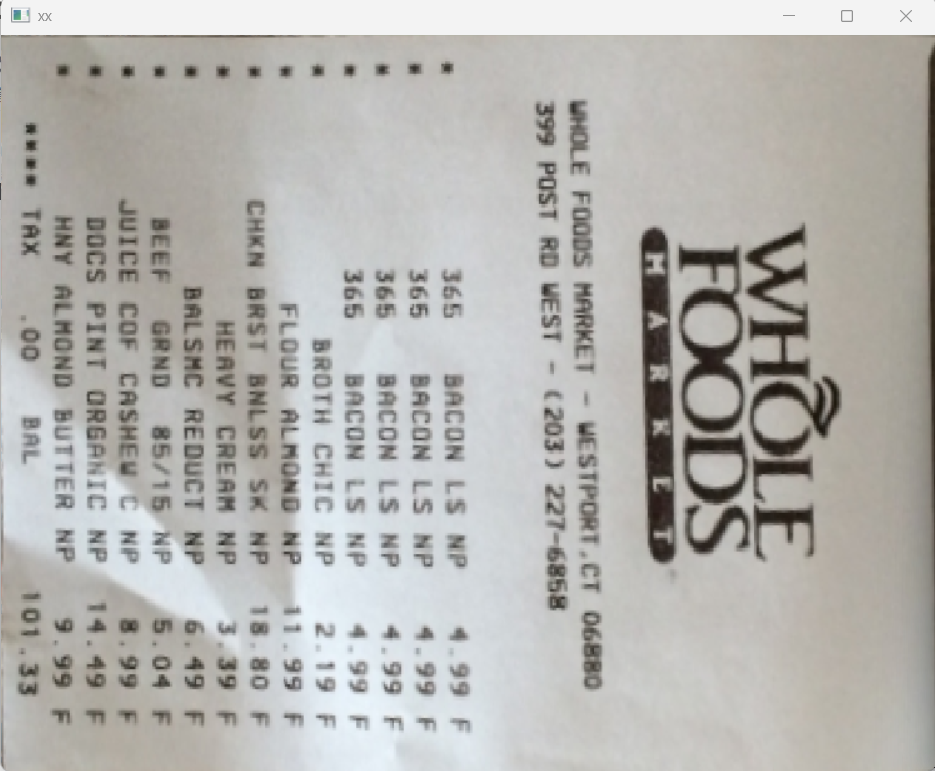 xx
WHOLE
FOODS
MARKET
WHOLE FOODS MARKET - WESTPORT,CT 06880
399 POST RD WEST - (203) 227-6858
* 365 BACON LS NP 4.99 F
* 365 BACON LS NP 4.99 F
* 365 BACON LS NP 4.99 F
* 365 BACON LS NP 4.99 F
* BROTH CHIC NP 2.19 F
* FLOUR ALMOND NP 11.99 F
* CHKN BRST BNLSS SK NP 18.80 F
* HEAVY CREAM NP 3.39 F
* BALSMC REDUCT NP 6.49 F
* BEEF GRND 85/15 NP 5.04 F
* JUICE COF CASHEW C NP 8.99 F
* DOCS PINT ORGANIC NP 14.49 F
* HNY ALMOND BUTTER NP 9.99 F
**** TAX .00 BAL 101.33